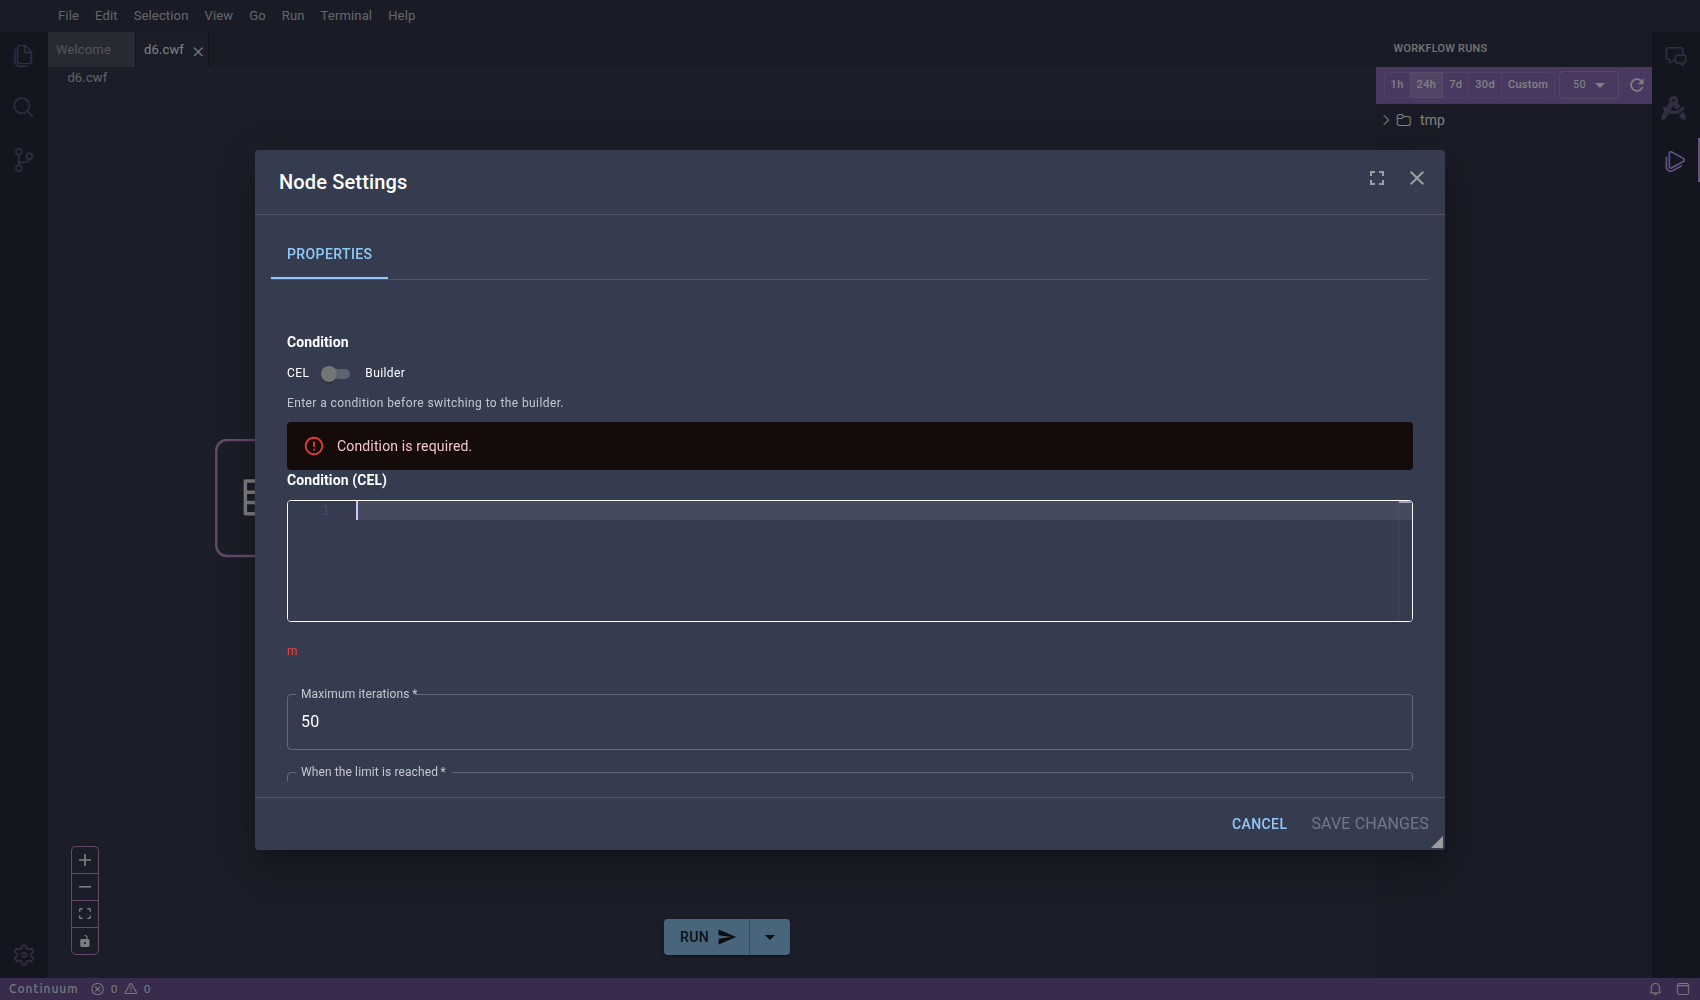 File Edit Selection View Go Run Terminal Help
Welcome d6.cwf
d6.cwf
WORKFLOW RUNS
1h 24h 7d 30d Custom 50
tmp
Node Settings
PROPERTIES
Condition
CEL Builder
Enter a condition before switching to the builder.
Condition is required.
Condition (CEL)
1
m
Maximum iterations *
50
When the limit is reached *
CANCEL SAVE CHANGES
RUN
Continuum 0 0